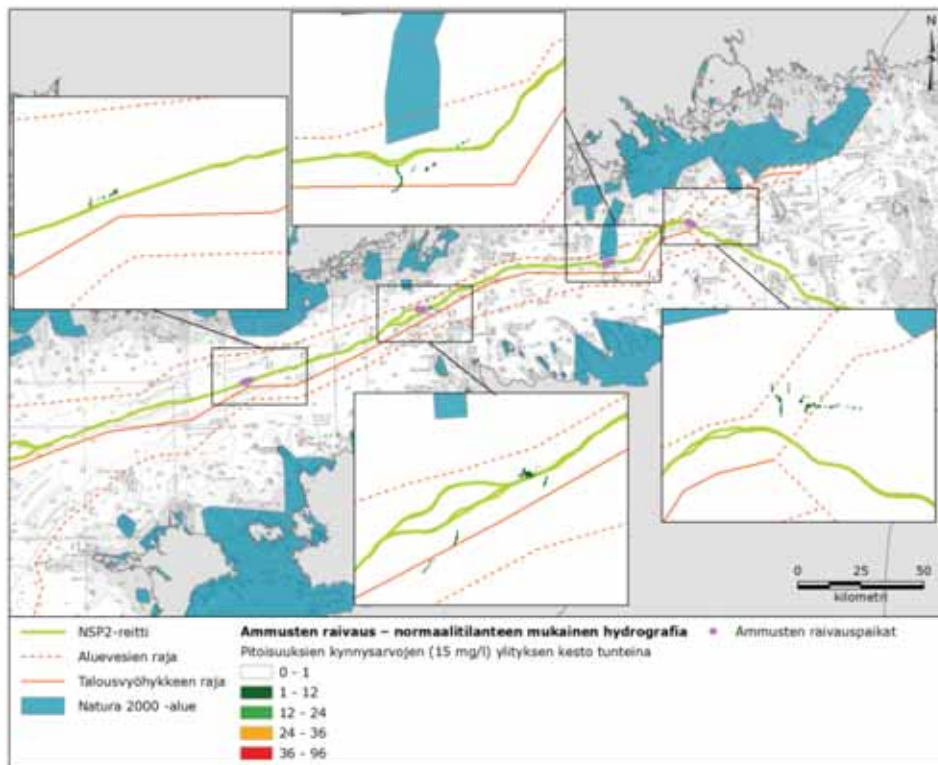 N
0 25 50
kilometri
NSP2-reitti
Aluevesien raja
Talousvyöhykkeen raja
Natura 2000 -alue
Ammusten raivaus – normaalitilanteen mukainen hydrografia
Pitoisuuksien kynnysarvojen (15 mg/l) ylityksen kesto tunteina
0 - 1
1 - 12
12 - 24
24 - 36
36 - 96
Ammusten raivauspaikat